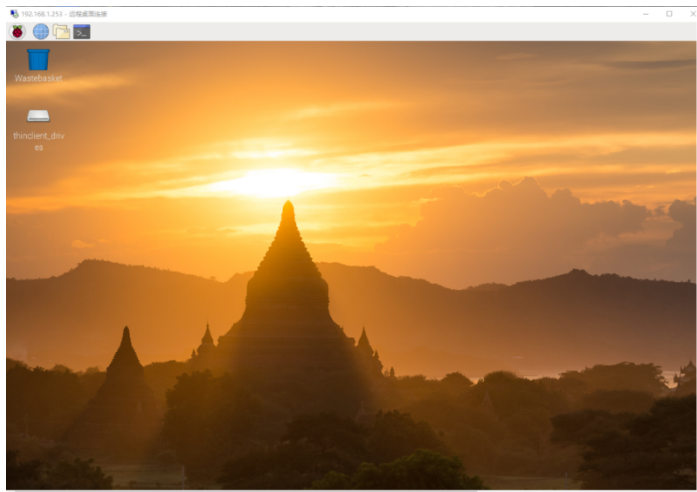 192.168.1.253 - 远程桌面连接
>_
Wastebasket
thinclient_driv
es